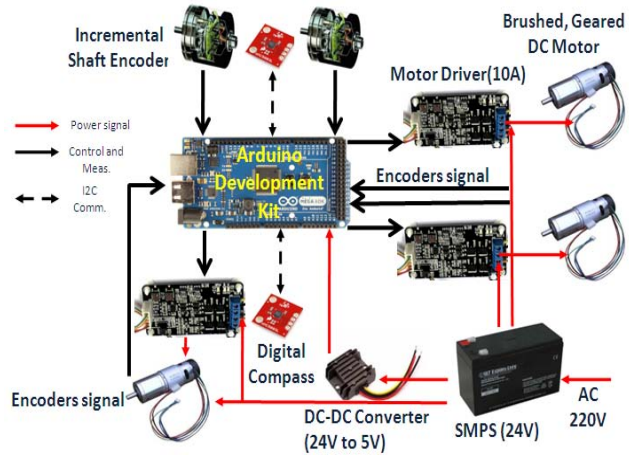 Incremental
Shaft Encoder
Brushed, Geared
DC Motor
Motor Driver(10A)
Power signal
Control and
Meas.
I2C
Comm.
Arduino
Development
Kit
Encoders signal
Digital
Compass
Encoders signal
DC-DC Converter
(24V to 5V)
SMPS (24V)
AC
220V